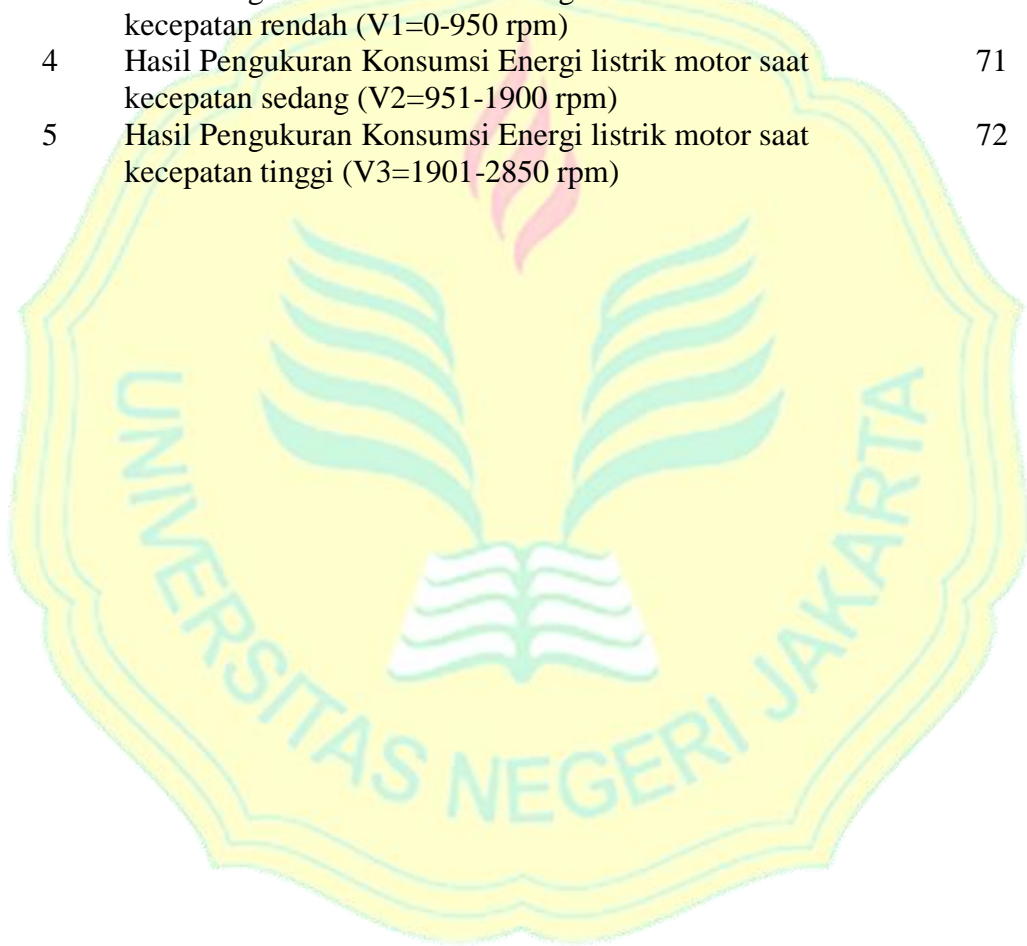 kecepatan rendah (V1=0-950 rpm)
4 Hasil Pengukuran Konsumsi Energi listrik motor saat 71
kecepatan sedang (V2=951-1900 rpm)
5 Hasil Pengukuran Konsumsi Energi listrik motor saat 72
kecepatan tinggi (V3=1901-2850 rpm)
UNIVERSITAS NEGERI JAKARTA